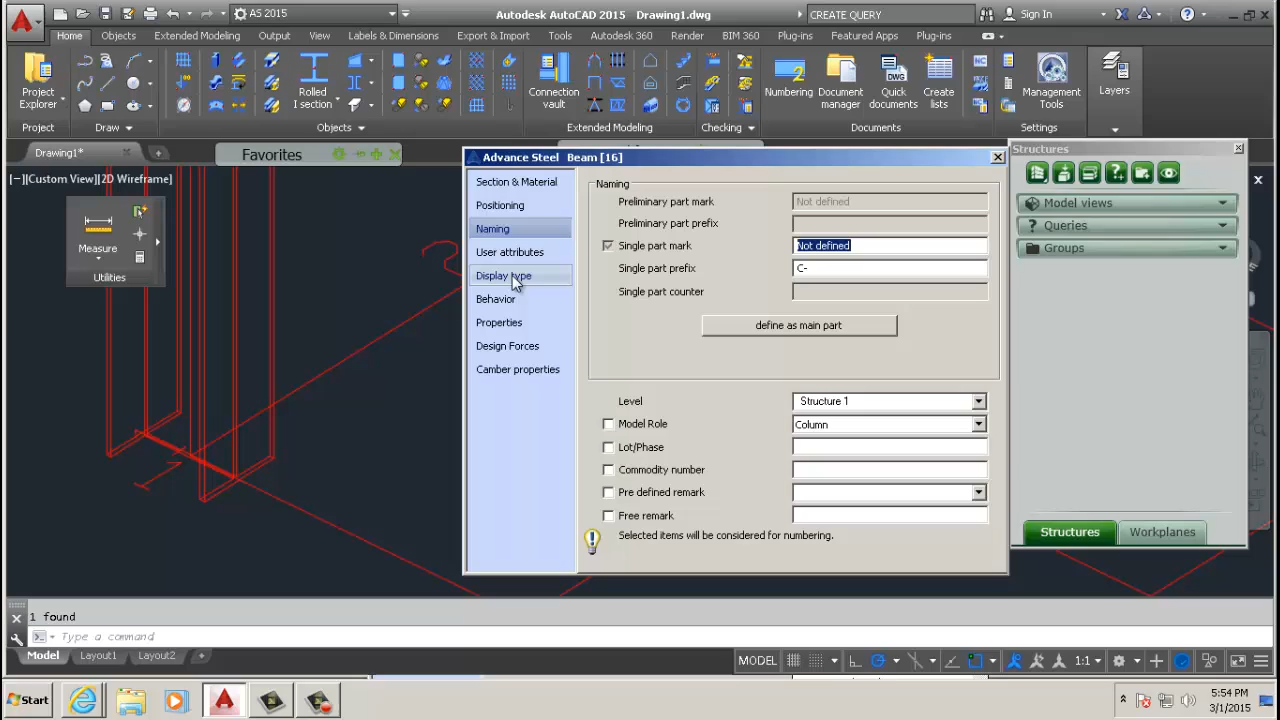 AS 2015
Autodesk AutoCAD 2015 Drawing1.dwg
CREATE QUERY
Sign In
Home Objects Extended Modeling Output View Labels & Dimensions Export & Import Tools Autodesk 360 Render BIM 360 Plug-ins Featured Apps Plug-ins
Project Explorer
Rolled I section
Connection vault
Numbering
Document manager
Quick documents
Create lists
Management Tools
Layers
Project Draw Objects Extended Modeling Checking Documents Settings
Drawing1*
Favorites
[−][Custom View][2D Wireframe]
Measure
Utilities
Advance Steel Beam [16]
Section & Material
Positioning
Naming
User attributes
Display type
Behavior
Properties
Design Forces
Camber properties
Naming
Preliminary part mark Not defined
Preliminary part prefix
Single part mark Not defined
Single part prefix C-
Single part counter
define as main part
Level Structure 1
Model Role Column
Lot/Phase
Commodity number
Pre defined remark
Free remark
Selected items will be considered for numbering.
Structures
Model views
Queries
Groups
Structures Workplanes
1 found
Type a command
Model Layout1 Layout2 +
MODEL
1:1
Start
5:54 PM
3/1/2015